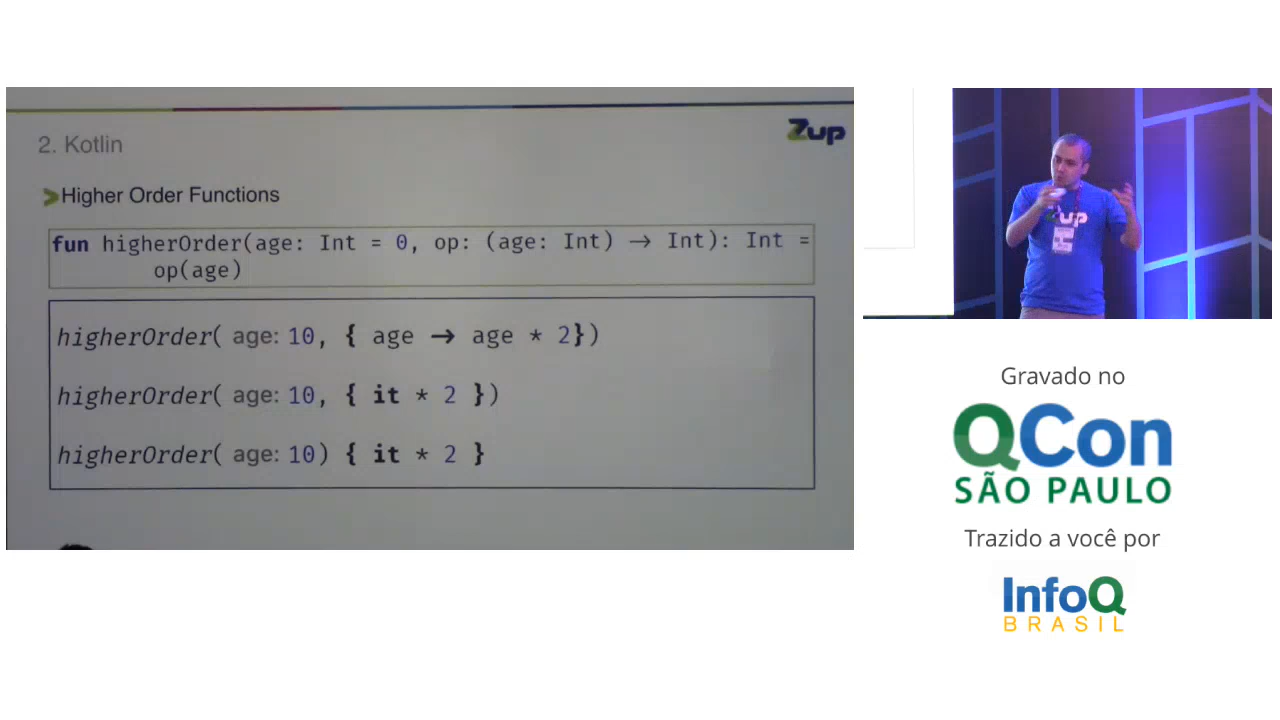 2. Kotlin
Zup
Higher Order Functions
fun higherOrder(age: Int = 0, op: (age: Int) → Int): Int =
op(age)
higherOrder( age: 10, { age → age * 2})
higherOrder( age: 10, { it * 2 })
higherOrder( age: 10) { it * 2 }
Zup
Gravado no
QCon
SÃO PAULO
Trazido a você por
InfoQ
BRASIL